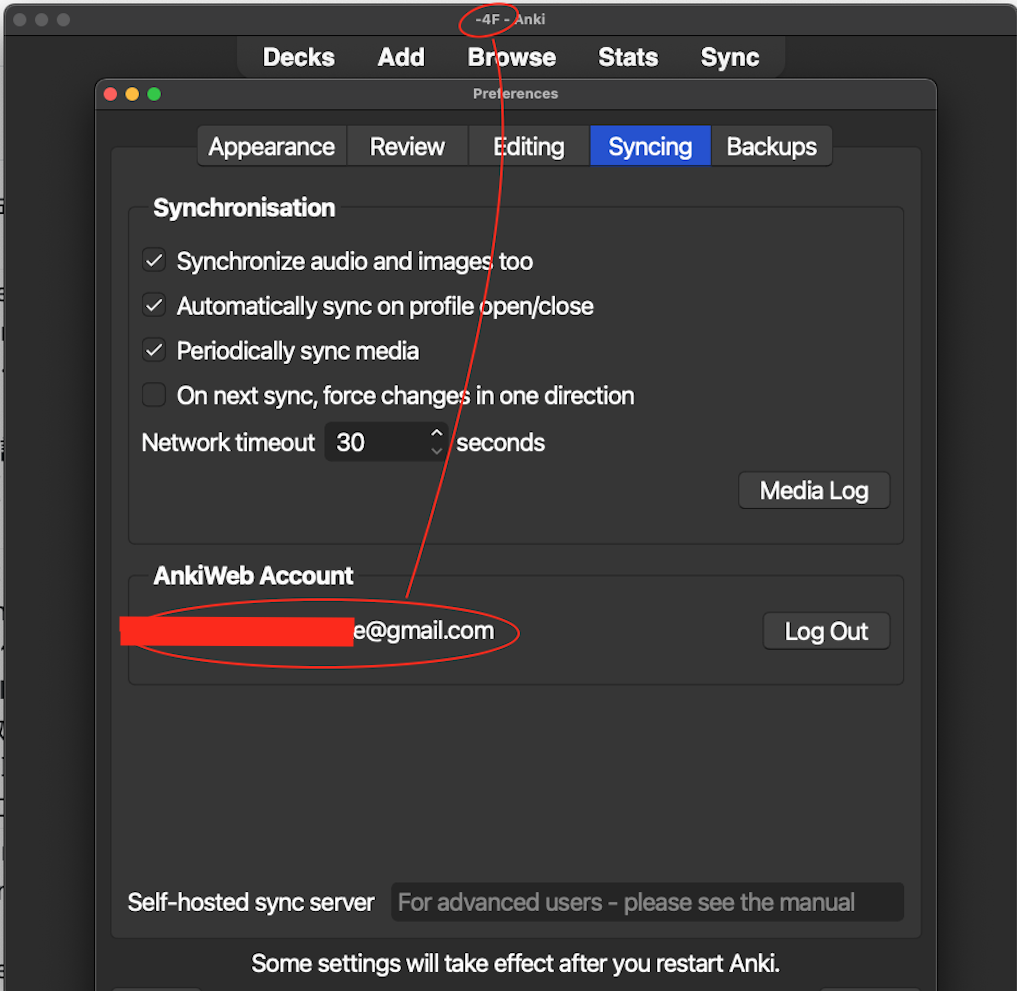 -4F - Anki
Decks Add Browse Stats Sync
Preferences
Appearance Review Editing Syncing Backups
Synchronisation
Synchronize audio and images too
Automatically sync on profile open/close
Periodically sync media
On next sync, force changes in one direction
Network timeout 30 seconds
Media Log
AnkiWeb Account
e@gmail.com Log Out
Self-hosted sync server For advanced users - please see the manual
Some settings will take effect after you restart Anki.